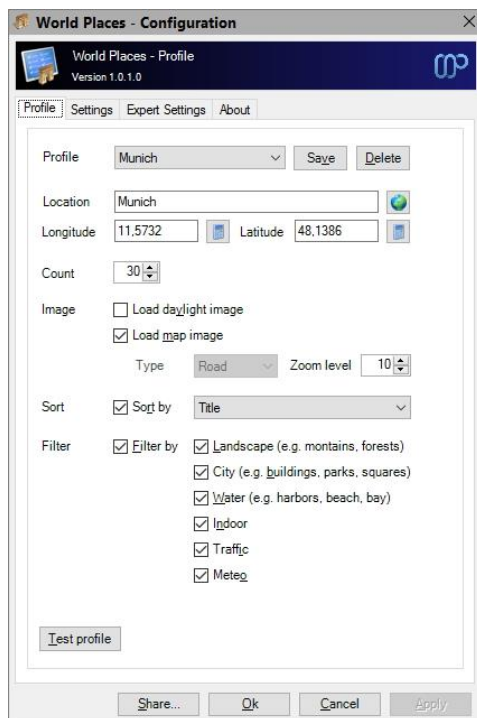 World Places - Configuration
World Places - Profile
Version 1.0.1.0
Profile Settings Expert Settings About
Profile Munich Save Delete
Location Munich
Longitude 11,5732 Latitude 48,1386
Count 30
Image Load daylight image
Load map image
Type Road Zoom level 10
Sort Sort by Title
Filter Filter by Landscape (e.g. montains, forests)
City (e.g. buildings, parks, squares)
Water (e.g. harbors, beach, bay)
Indoor
Traffic
Meteo
Test profile
Share... Ok Cancel Apply